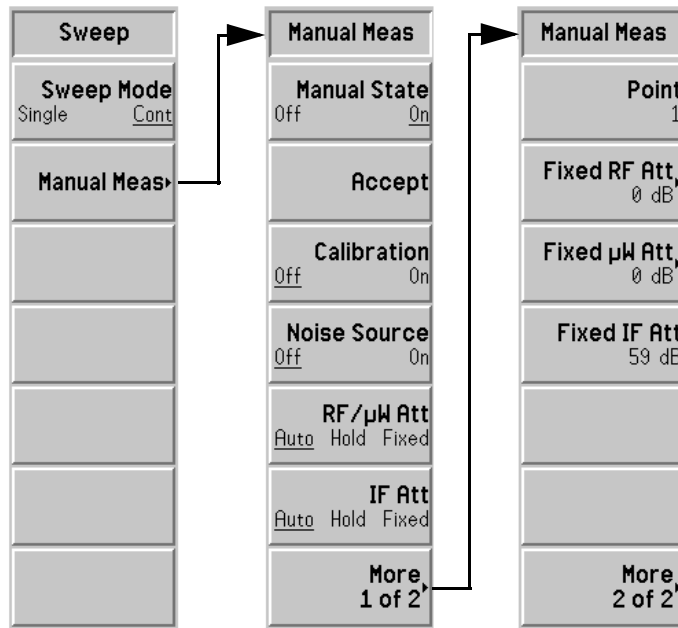 Sweep
Sweep Mode
Single Cont
Manual Meas
Manual Meas
Manual State
Off On
Accept
Calibration
Off On
Noise Source
Off On
RF/µW Att
Auto Hold Fixed
IF Att
Auto Hold Fixed
More
1 of 2
Manual Meas
Point
1
Fixed RF Att
0 dB
Fixed µW Att
0 dB
Fixed IF Att
59 dB
More
2 of 2